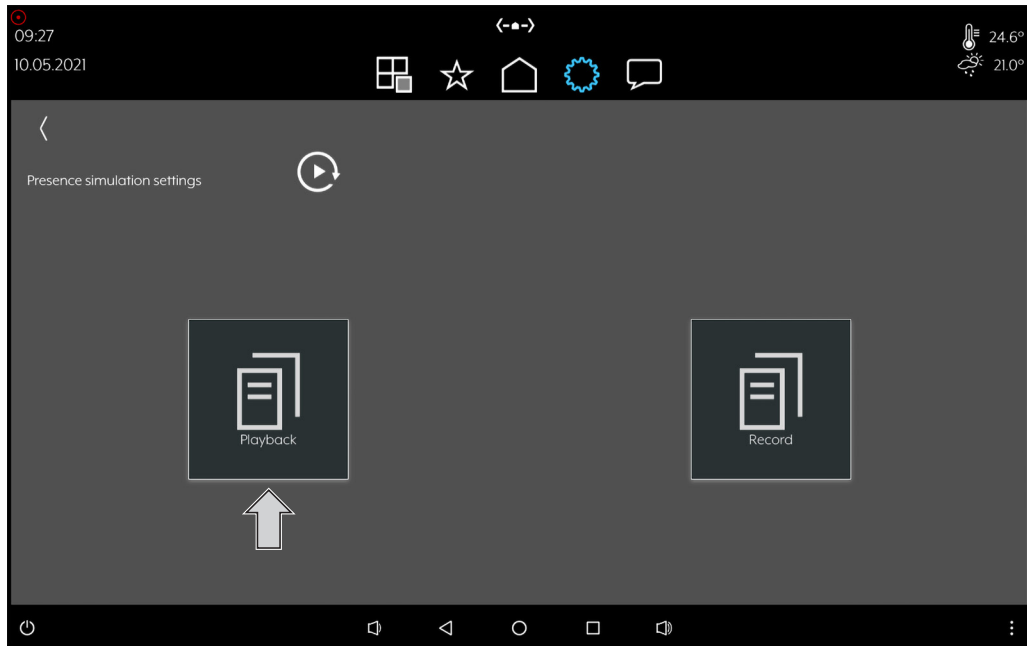 09:27
10.05.2021
24.6°
21.0°
Presence simulation settings
Playback
Record